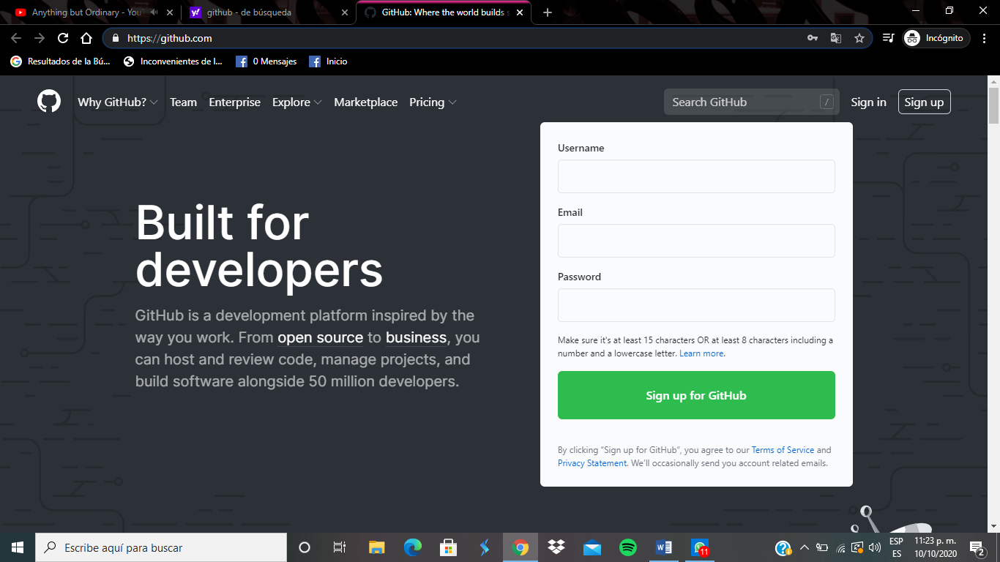 Anything but Ordinary - You
github - de búsqueda
GitHub: Where the world builds s
https://github.com
Incógnito
Resultados de la Bú...
Inconvenientes de l...
0 Mensajes
Inicio
Why GitHub? Team Enterprise Explore Marketplace Pricing
Search GitHub /
Sign in
Sign up
Built for
developers
GitHub is a development platform inspired by the
way you work. From open source to business, you
can host and review code, manage projects, and
build software alongside 50 million developers.
Username
Email
Password
Make sure it's at least 15 characters OR at least 8 characters including a
number and a lowercase letter. Learn more.
Sign up for GitHub
By clicking “Sign up for GitHub”, you agree to our Terms of Service and
Privacy Statement. We’ll occasionally send you account related emails.
Escribe aquí para buscar
11
ESP
ES
11:23 p. m.
10/10/2020
2